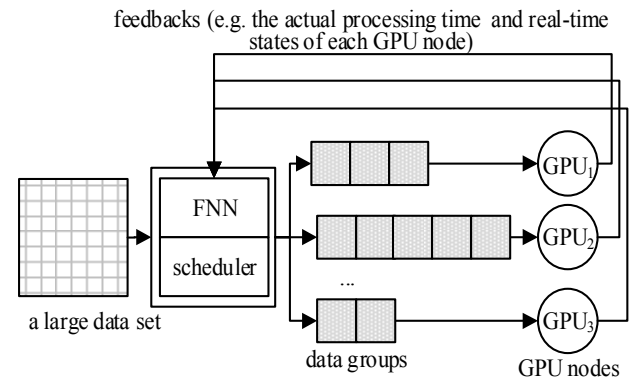 feedbacks (e.g. the actual processing time and real-time
states of each GPU node)
GPU1
FNN
GPU2
scheduler
...
a large data set
GPU3
data groups
GPU nodes